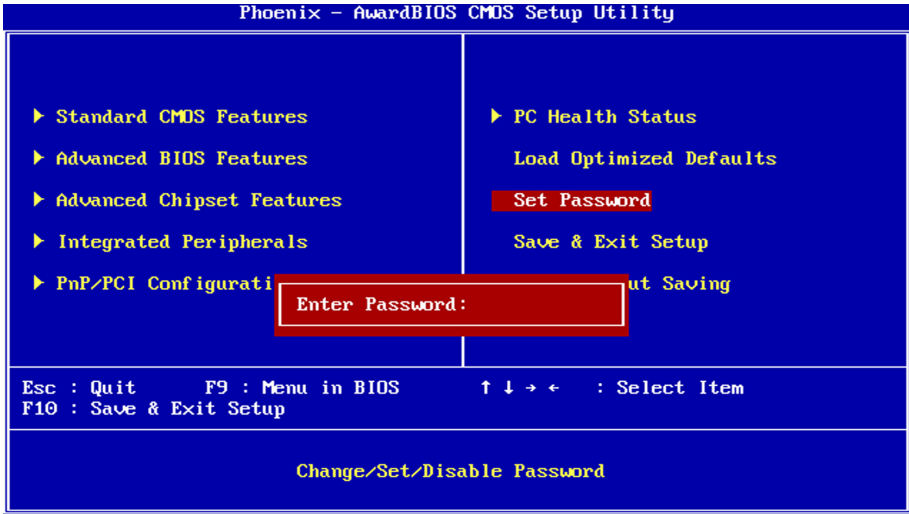 Phoenix - AwardBIOS CMOS Setup Utility
Standard CMOS Features
Advanced BIOS Features
Advanced Chipset Features
Integrated Peripherals
PnP/PCI Configurati
PC Health Status
Load Optimized Defaults
Set Password
Save & Exit Setup
ut Saving
Enter Password:
Esc : Quit F9 : Menu in BIOS ↑ ↓ → ← : Select Item
F10 : Save & Exit Setup
Change/Set/Disable Password